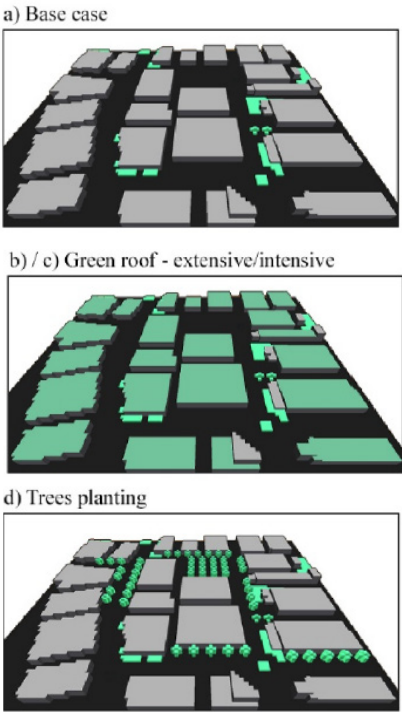 a) Base case
b) / c) Green roof - extensive/intensive
d) Trees planting